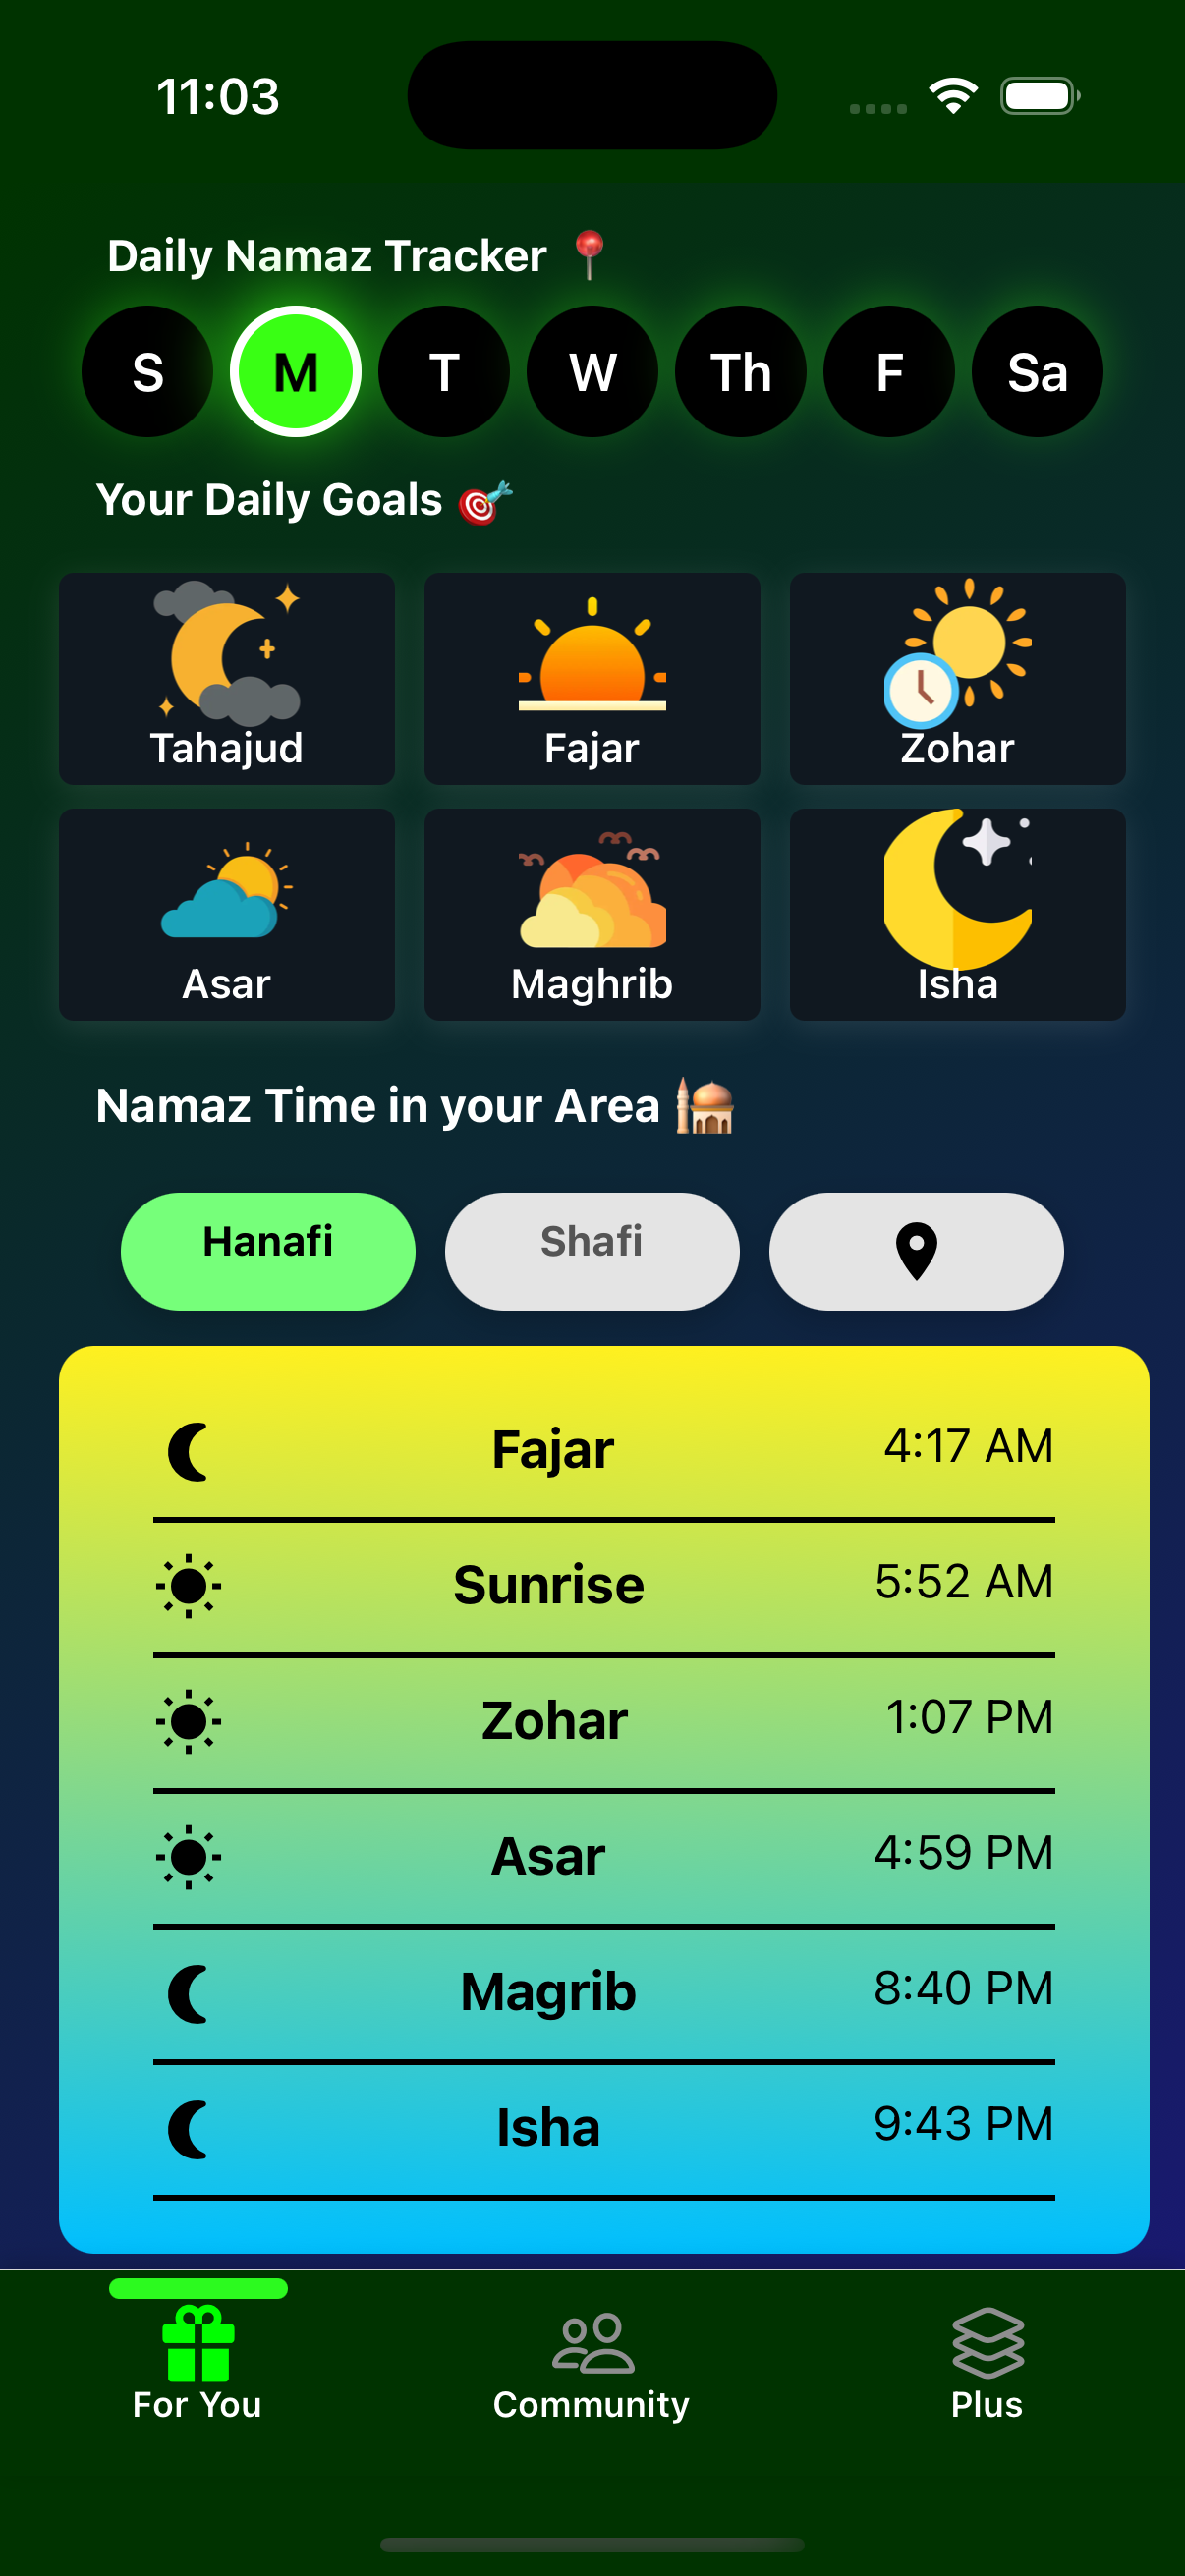 11:03
Daily Namaz Tracker 📍
S M T W Th F Sa
Your Daily Goals 🎯
Tahajud Fajar Zohar
Asar Maghrib Isha
Namaz Time in your Area 🕌
Hanafi Shafi
Fajar 4:17 AM
Sunrise 5:52 AM
Zohar 1:07 PM
Asar 4:59 PM
Magrib 8:40 PM
Isha 9:43 PM
For You Community Plus